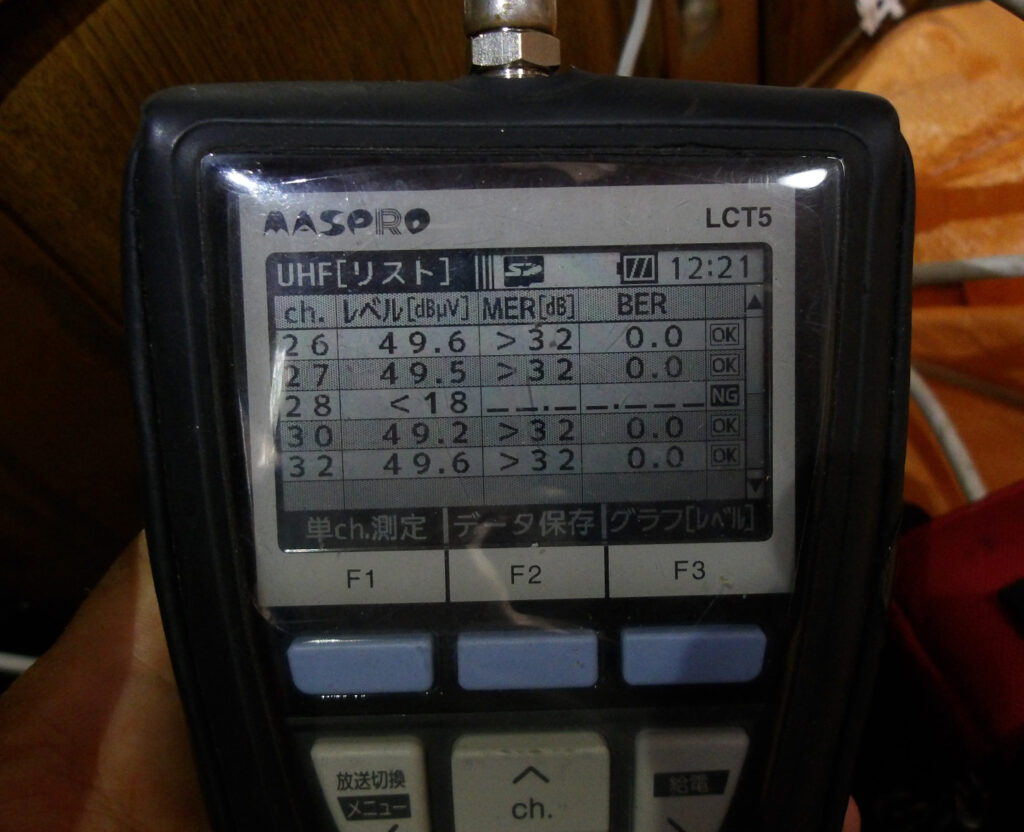 MASPRO LCT5
UHF[リスト] SD 12:21
ch. レベル[dBμV] MER[dB] BER
26 49.6 >32 0.0 OK
27 49.5 >32 0.0 OK
28 <18 __._ _.___ NG
30 49.2 >32 0.0 OK
32 49.6 >32 0.0 OK
単ch.測定 データ保存 グラフ[レベル]
F1 F2 F3
放送切換
メニュー
ch.
給電